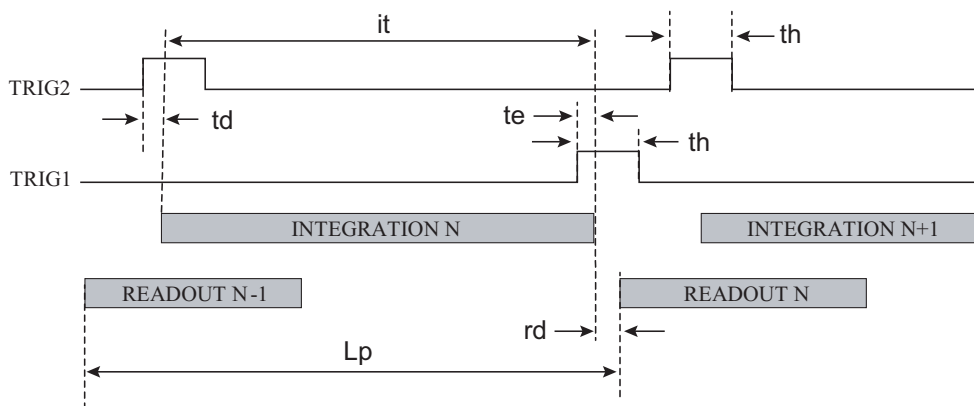 it
th
TRIG2
td
te
th
TRIG1
INTEGRATION N
INTEGRATION N+1
READOUT N-1
READOUT N
rd
Lp